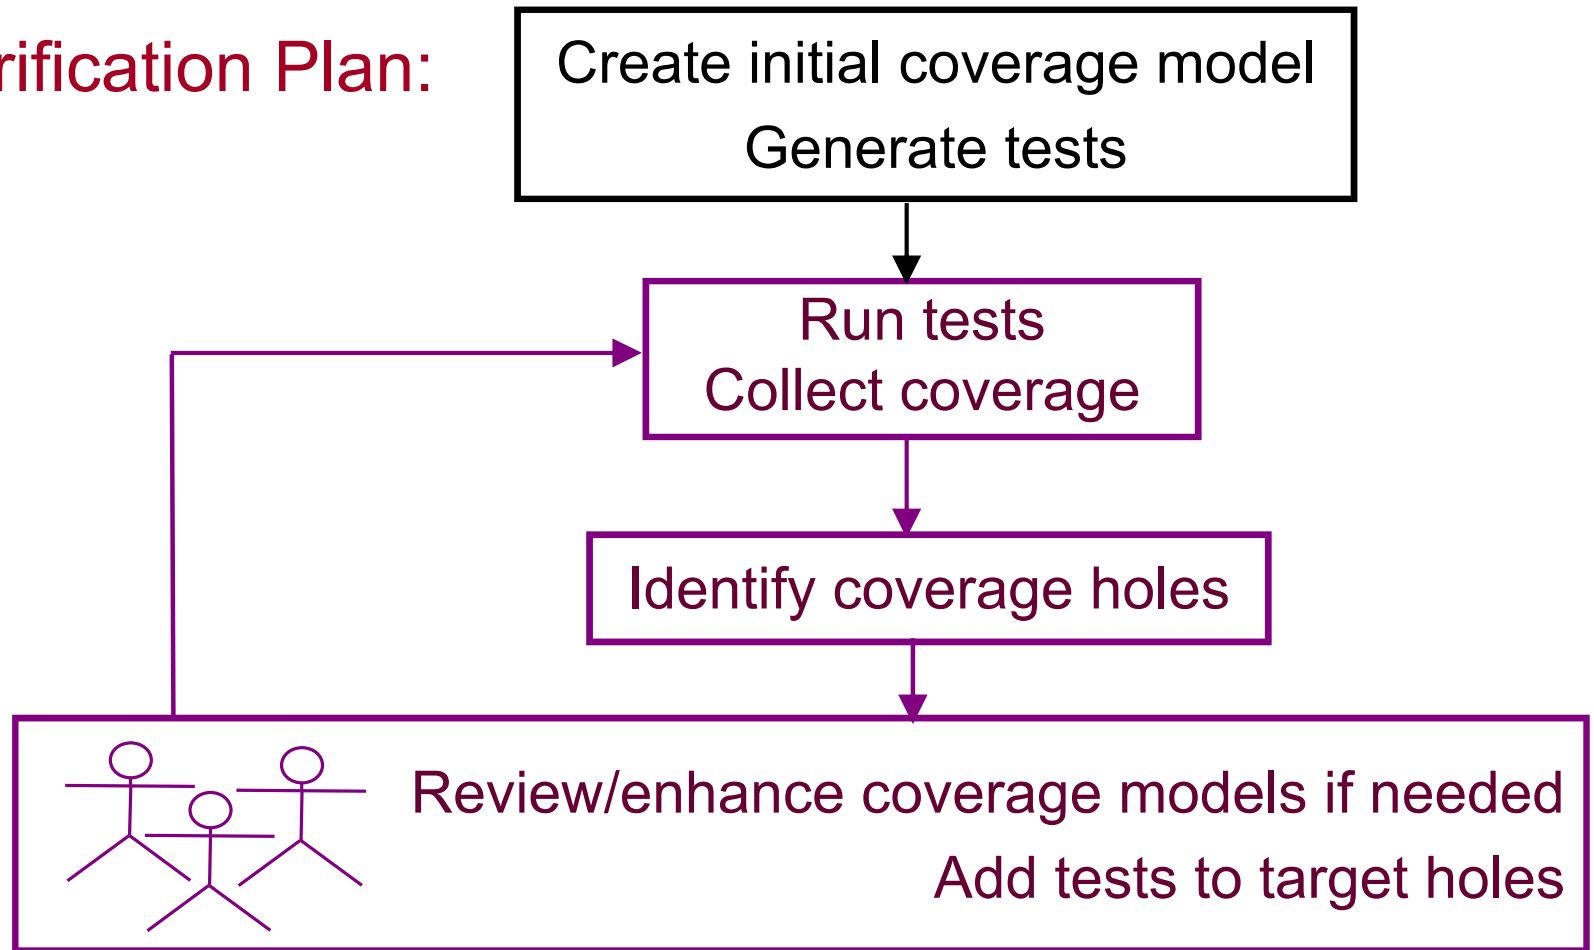 rification Plan:
Create initial coverage model
Generate tests
Run tests
Collect coverage
Identify coverage holes
Review/enhance coverage models if needed
Add tests to target holes